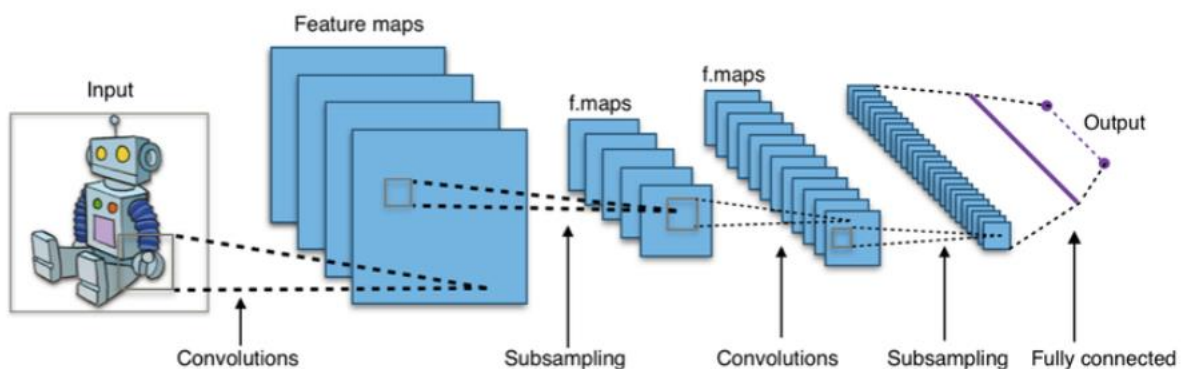 Feature maps
Input
f.maps
f.maps
Output
Convolutions
Subsampling
Convolutions
Subsampling
Fully connected